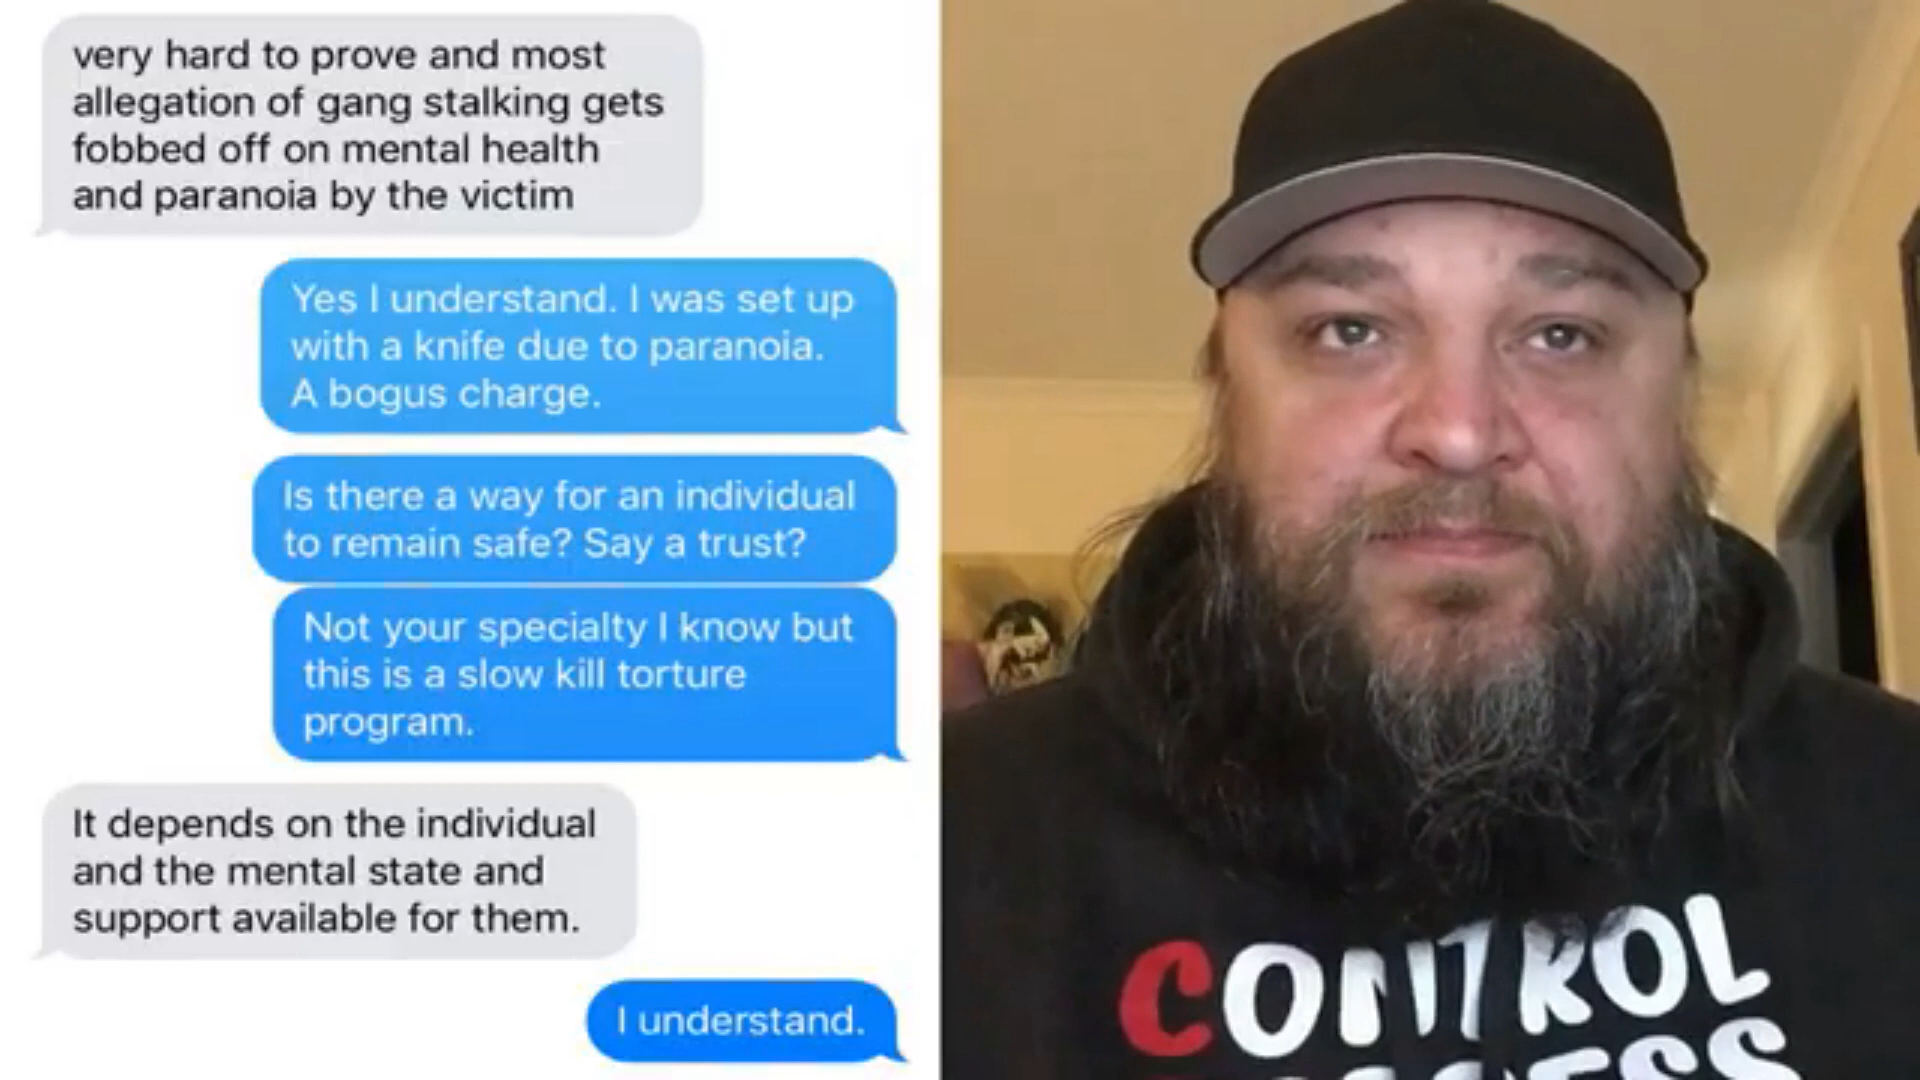 very hard to prove and most
allegation of gang stalking gets
fobbed off on mental health
and paranoia by the victim
Yes I understand. I was set up
with a knife due to paranoia.
A bogus charge.
Is there a way for an individual
to remain safe? Say a trust?
Not your specialty I know but
this is a slow kill torture
program.
It depends on the individual
and the mental state and
support available for them.
I understand.
CONTROL